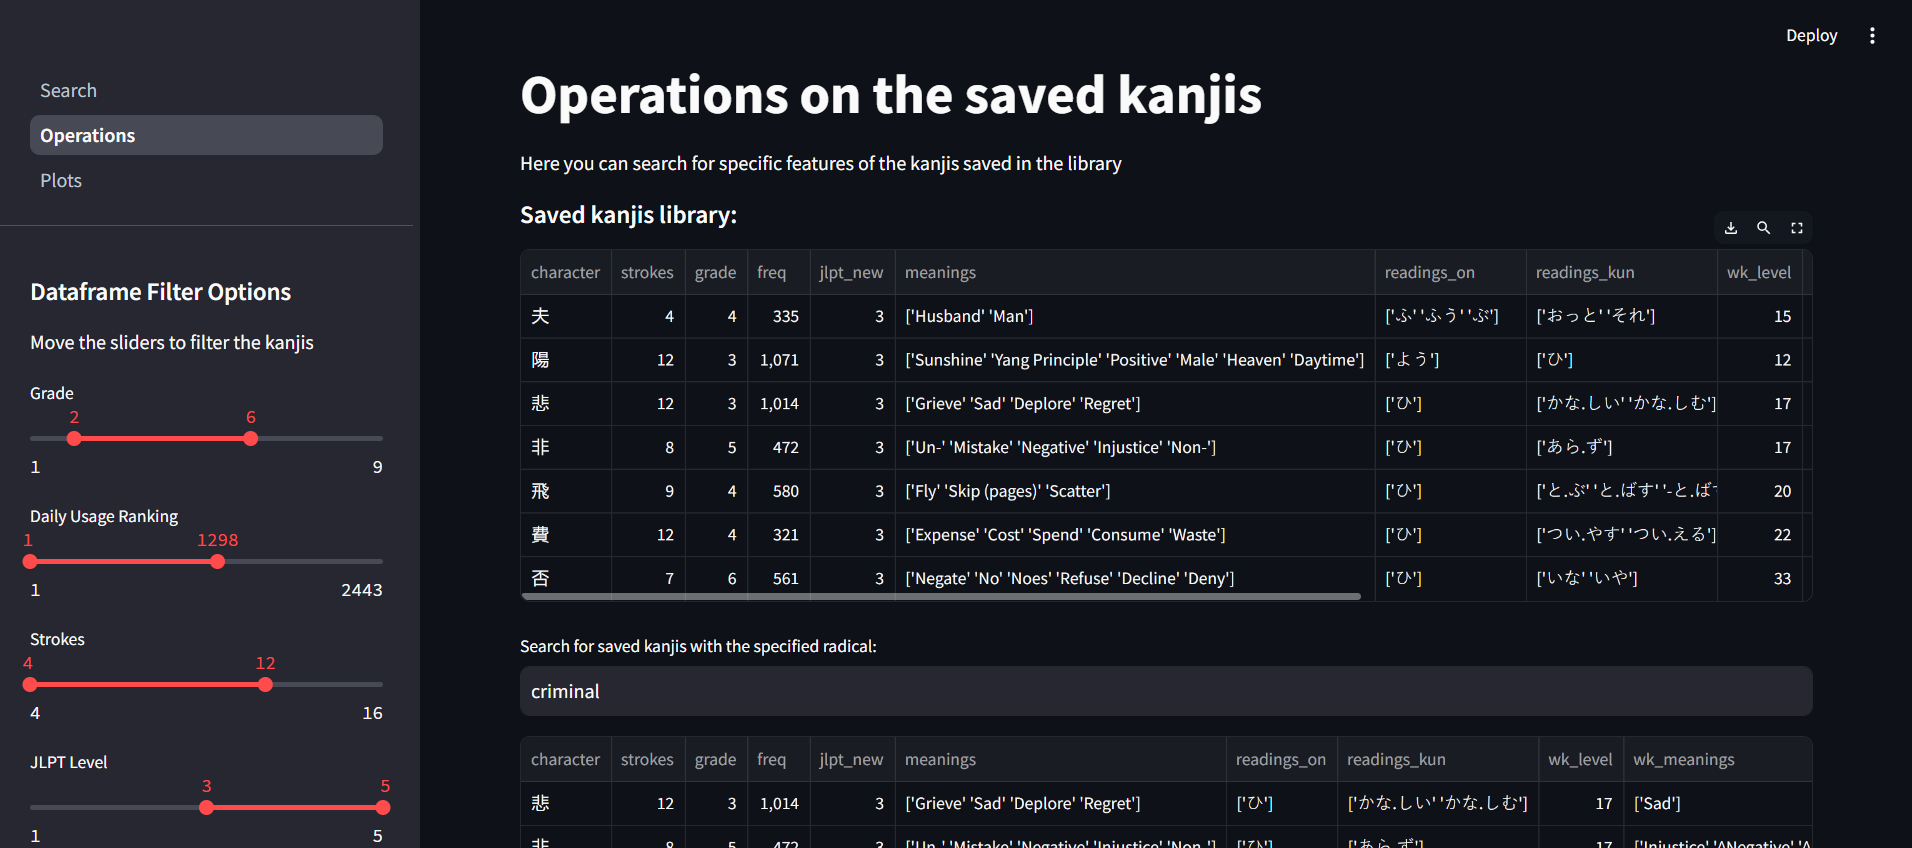 Deploy
Search
Operations
Plots
Dataframe Filter Options
Move the sliders to filter the kanjis
Grade
2 6
1 9
Daily Usage Ranking
1 1298
1 2443
Strokes
4 12
4 16
JLPT Level
3 5
1 5
Operations on the saved kanjis
Here you can search for specific features of the kanjis saved in the library
Saved kanjis library:
character strokes grade freq jlpt_new meanings readings_on readings_kun wk_level
夫 4 4 335 3 ['Husband' 'Man'] ['ふ' 'ふう' 'ぶ'] ['おっと' 'それ'] 15
陽 12 3 1,071 3 ['Sunshine' 'Yang Principle' 'Positive' 'Male' 'Heaven' 'Daytime'] ['よう'] ['ひ'] 12
悲 12 3 1,014 3 ['Grieve' 'Sad' 'Deplore' 'Regret'] ['ひ'] ['かな.しい' 'かな.しむ'] 17
非 8 5 472 3 ['Un-' 'Mistake' 'Negative' 'Injustice' 'Non-'] ['ひ'] ['あら.ず'] 17
飛 9 4 580 3 ['Fly' 'Skip (pages)' 'Scatter'] ['ひ'] ['と.ぶ' 'と.ばす' '-と.ば 20
費 12 4 321 3 ['Expense' 'Cost' 'Spend' 'Consume' 'Waste'] ['ひ'] ['つい.やす' 'つい.える'] 22
否 7 6 561 3 ['Negate' 'No' 'Noes' 'Refuse' 'Decline' 'Deny'] ['ひ'] ['いな' 'いや'] 33
Search for saved kanjis with the specified radical:
criminal
character strokes grade freq jlpt_new meanings readings_on readings_kun wk_level wk_meanings
悲 12 3 1,014 3 ['Grieve' 'Sad' 'Deplore' 'Regret'] ['ひ'] ['かな.しい' 'かな.しむ'] 17 ['Sad']
非 8 5 472 3 ['Un-' 'Mistake' 'Negative' 'Injustice' 'Non-'] ['ひ'] ['あら.ず'] 17 ['Injustice' 'ANegative' 'A